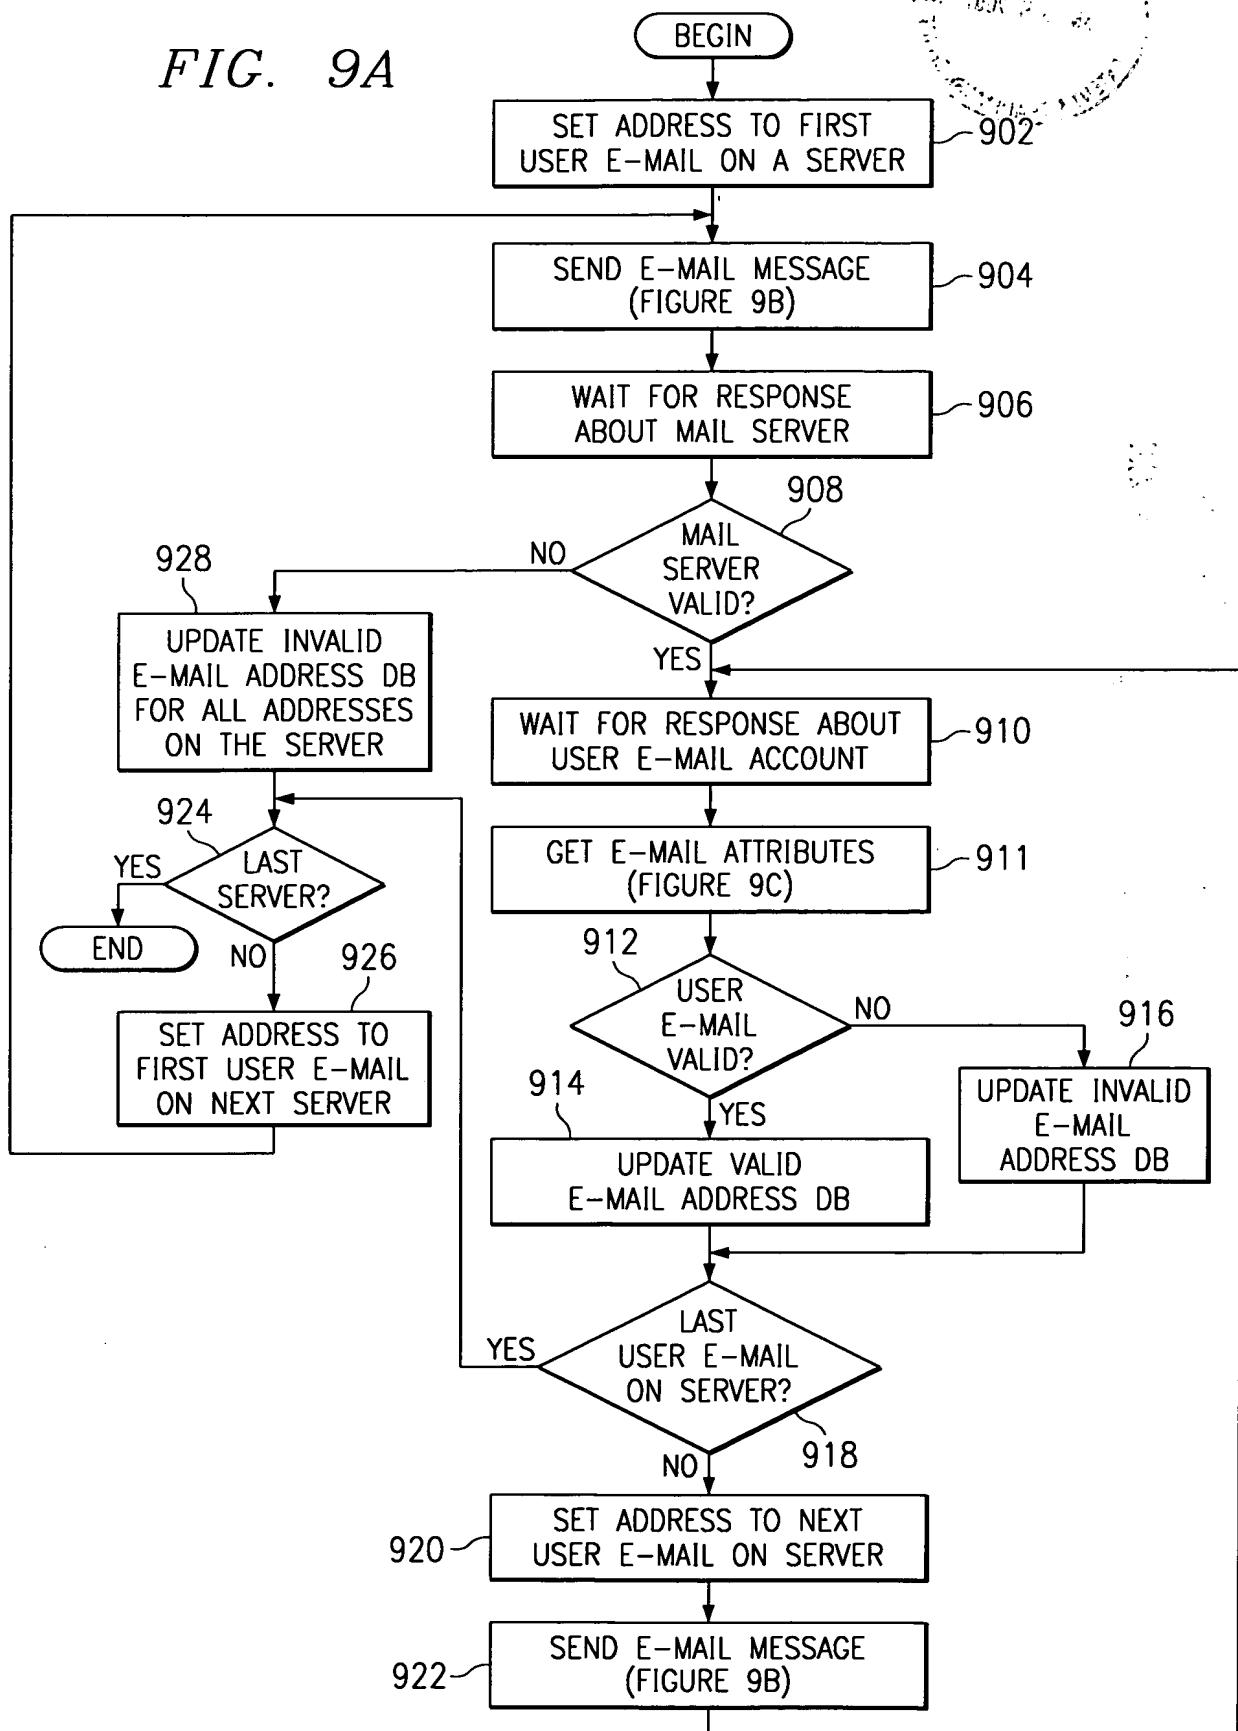 FIG. 9A
BEGIN
SET ADDRESS TO FIRST
USER E-MAIL ON A SERVER
902
SEND E-MAIL MESSAGE
(FIGURE 9B)
904
WAIT FOR RESPONSE
ABOUT MAIL SERVER
906
908
MAIL
SERVER
VALID?
NO
YES
928
UPDATE INVALID
E-MAIL ADDRESS DB
FOR ALL ADDRESSES
ON THE SERVER
WAIT FOR RESPONSE ABOUT
USER E-MAIL ACCOUNT
910
924
LAST
SERVER?
YES
END
NO
GET E-MAIL ATTRIBUTES
(FIGURE 9C)
911
926
SET ADDRESS TO
FIRST USER E-MAIL
ON NEXT SERVER
912
USER
E-MAIL
VALID?
NO
YES
916
UPDATE INVALID
E-MAIL
ADDRESS DB
914
UPDATE VALID
E-MAIL ADDRESS DB
LAST
USER E-MAIL
ON SERVER?
YES
918
NO
SET ADDRESS TO NEXT
USER E-MAIL ON SERVER
920
SEND E-MAIL MESSAGE
(FIGURE 9B)
922